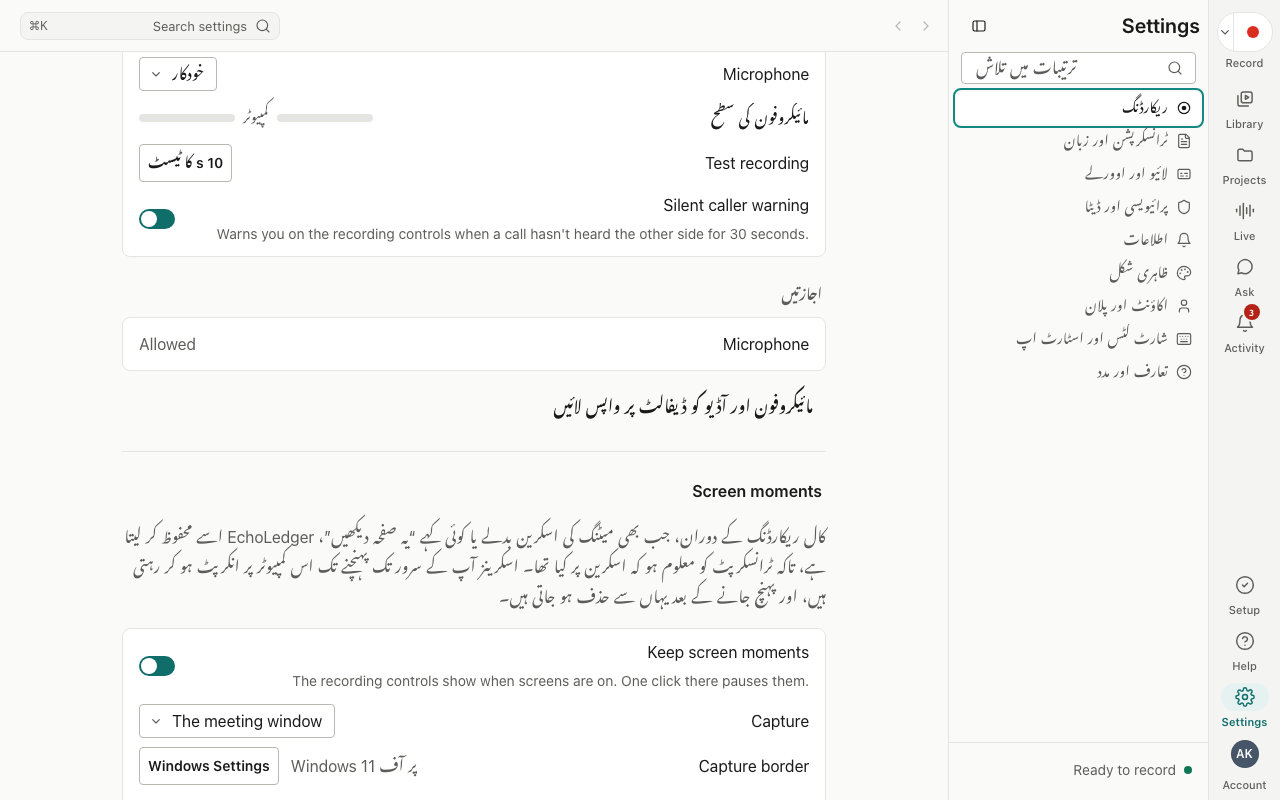 Record
Library
Projects
Live
Ask
3
Activity
Setup
Help
Settings
AK
Account
Settings
ترتیبات میں تلاش
ریکارڈنگ
ٹرانسکرپشن اور زبان
لائیو اور اوورلے
پرائیویسی اور ڈیٹا
اطلاعات
ظاہری شکل
اکاؤنٹ اور پلان
شارٹ کٹس اور اسٹارٹ اپ
تعارف اور مدد
Ready to record
Search settings ⌘K
Microphone خودکار
مائیکروفون کی سطح کمپیوٹر
Test recording 10 s کا ٹیسٹ
Silent caller warning
Warns you on the recording controls when a call hasn't heard the other side for 30 seconds.
اجازتیں
Microphone Allowed
مائیکروفون اور آڈیو کو ڈیفالٹ پر واپس لائیں
Screen moments
کال ریکارڈنگ کے دوران، جب بھی میٹنگ کی اسکرین بدلے یا کوئی کہے “یہ صفحہ دیکھیں”، EchoLedger اسے محفوظ کر لیتا
ہے، تاکہ ٹرانسکرپٹ کو معلوم ہو کہ اسکرین پر کیا تھا۔ اسکرینز آپ کے سرور تک پہنچنے تک اس کمپیوٹر پر انکرپٹ ہو کر رہتی
ہیں، اور پہنچ جانے کے بعد یہاں سے حذف ہو جاتی ہیں۔
Keep screen moments
The recording controls show when screens are on. One click there pauses them.
Capture The meeting window
Capture border Windows 11 پر آف Windows Settings